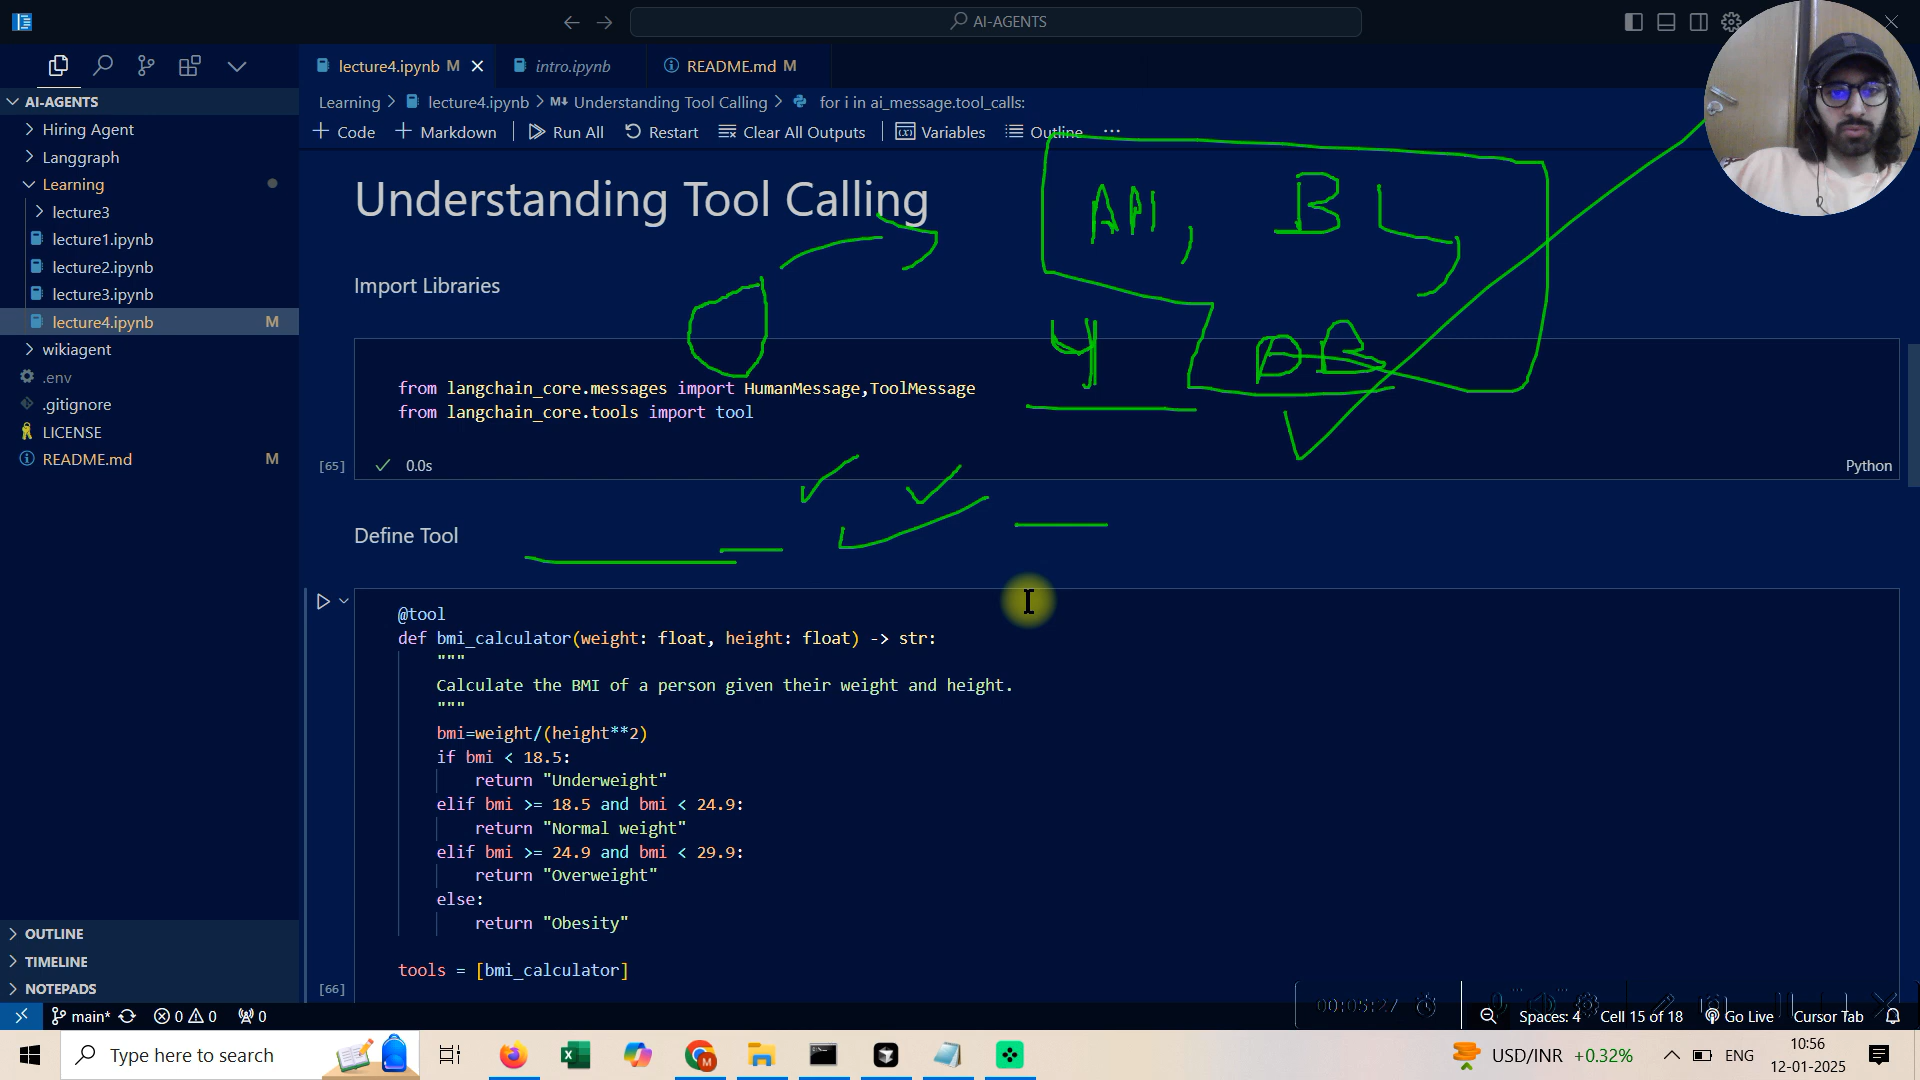 AI-AGENTS
lecture4.ipynb M
intro.ipynb
README.md M
AI-AGENTS
Hiring Agent
Langgraph
Learning
lecture3
lecture1.ipynb
lecture2.ipynb
lecture3.ipynb
lecture4.ipynb M
wikiagent
.env
.gitignore
LICENSE
README.md M
OUTLINE
TIMELINE
NOTEPADS
Learning > lecture4.ipynb > M↓ Understanding Tool Calling > for i in ai_message.tool_calls:
+ Code + Markdown Run All Restart Clear All Outputs Variables Outline ...
Understanding Tool Calling
API, BL
Import Libraries
4 DB
from langchain_core.messages import HumanMessage,ToolMessage
from langchain_core.tools import tool
[65] 0.0s Python
Define Tool
@tool
def bmi_calculator(weight: float, height: float) -> str:
"""
Calculate the BMI of a person given their weight and height.
"""
bmi=weight/(height**2)
if bmi < 18.5:
return "Underweight"
elif bmi >= 18.5 and bmi < 24.9:
return "Normal weight"
elif bmi >= 24.9 and bmi < 29.9:
return "Overweight"
else:
return "Obesity"
tools = [bmi_calculator]
[66]
00:05:27
main* 0 0 0 Spaces: 4 Cell 15 of 18 Go Live Cursor Tab
Type here to search
USD/INR +0.32% ENG
10:56
12-01-2025